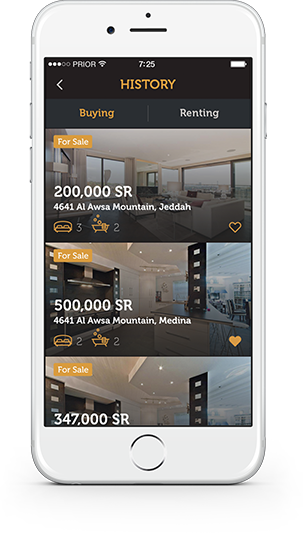 PRIOR 7:25
HISTORY
Buying Renting
For Sale
200,000 SR
4641 Al Awsa Mountain, Jeddah
3 2
For Sale
500,000 SR
4641 Al Awsa Mountain, Medina
2 2
For Sale
347,000 SR